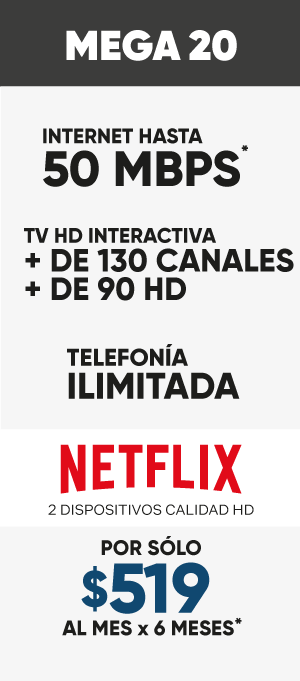 MEGA 20
INTERNET HASTA
50 MBPS*
TV HD INTERACTIVA
+ DE 130 CANALES
+ DE 90 HD
TELEFONÍA
ILIMITADA
NETFLIX
2 DISPOSITIVOS CALIDAD HD
POR SÓLO
$519
AL MES x 6 MESES*